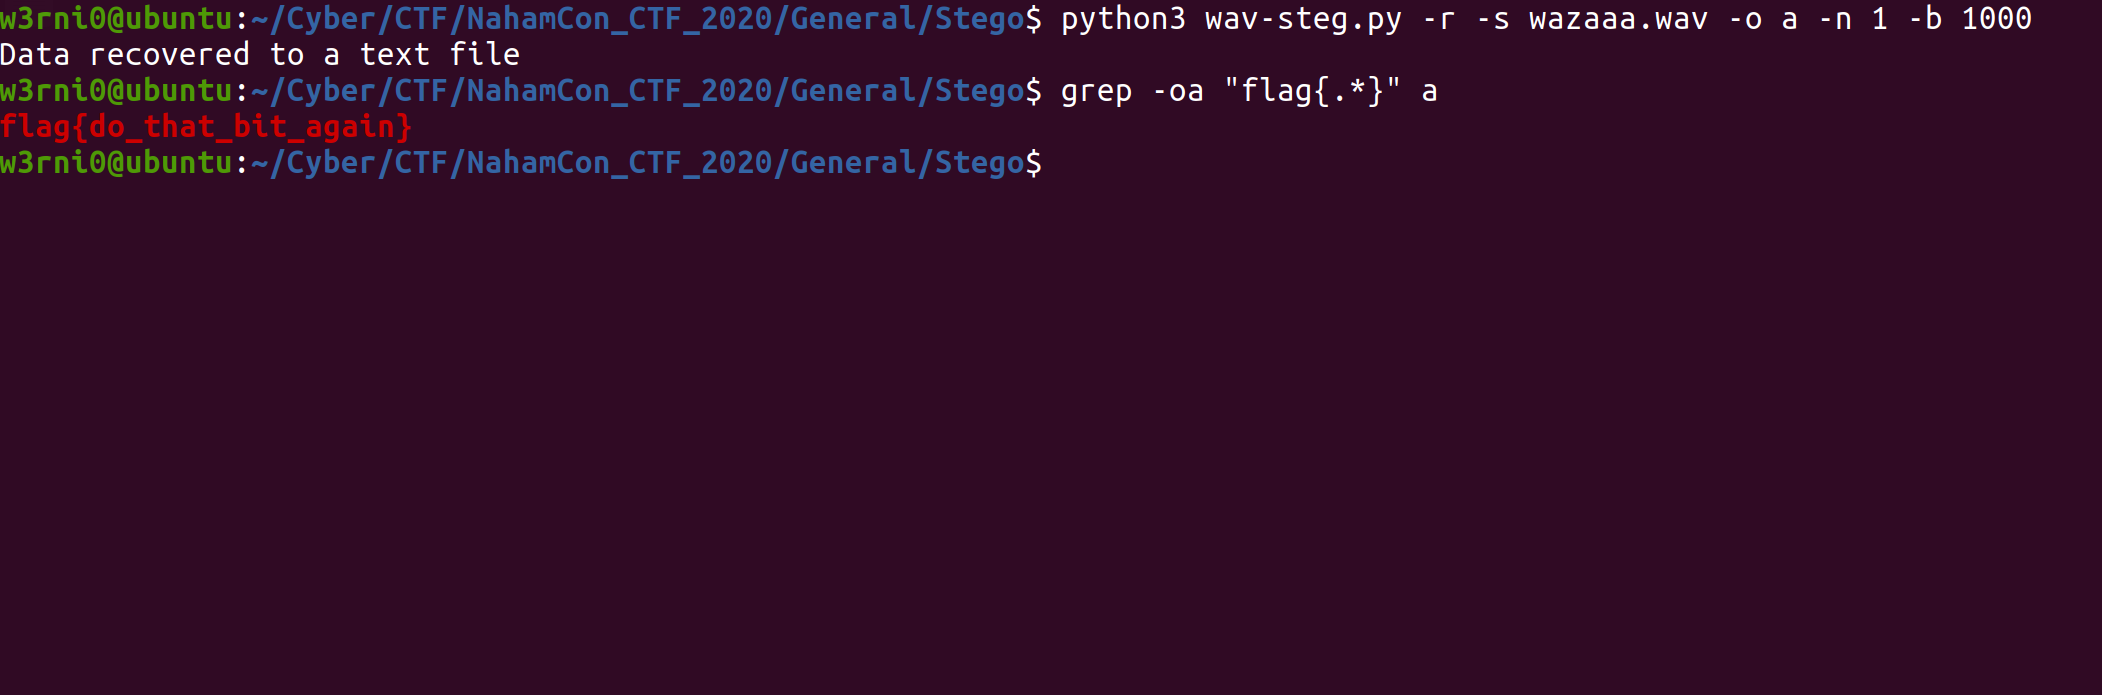 w3rni0@ubuntu:~/Cyber/CTF/NahamCon_CTF_2020/General/Stego$ python3 wav-steg.py -r -s wazaaa.wav -o a -n 1 -b 1000
Data recovered to a text file
w3rni0@ubuntu:~/Cyber/CTF/NahamCon_CTF_2020/General/Stego$ grep -oa "flag{.*}" a
flag{do_that_bit_again}
w3rni0@ubuntu:~/Cyber/CTF/NahamCon_CTF_2020/General/Stego$